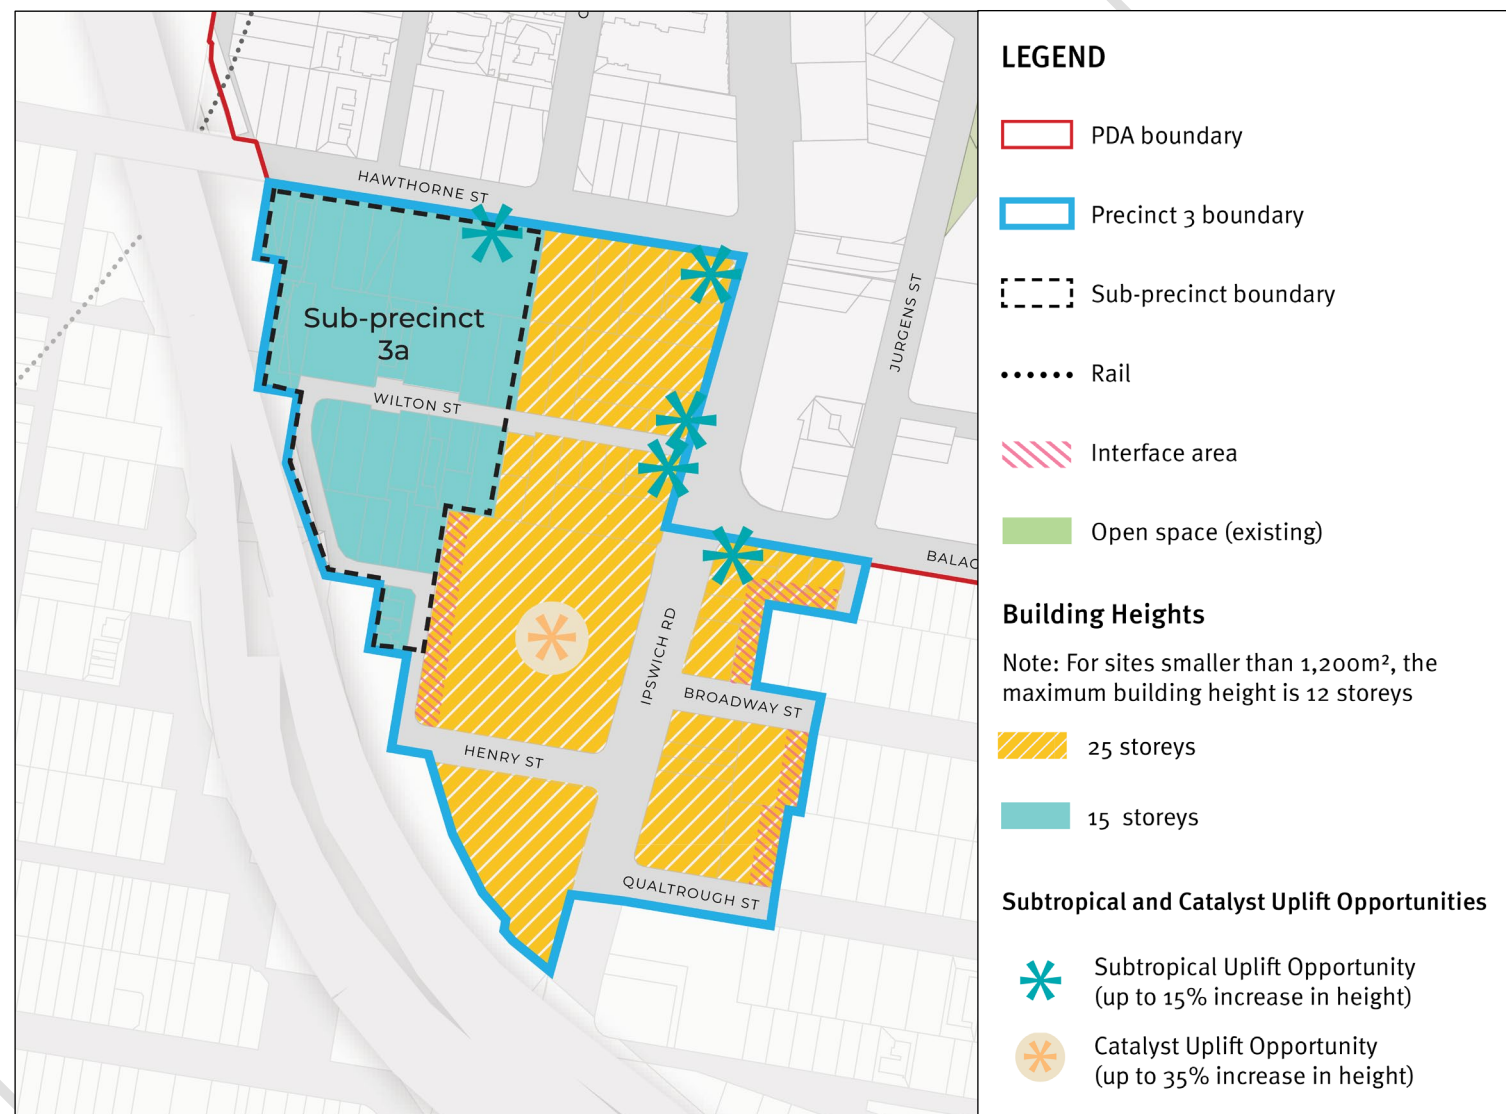 HAWTHORNE ST
Sub-precinct
3a
WILTON ST
JURGENS ST
IPSWICH RD
BROADWAY ST
HENRY ST
QUALTROUGH ST
LEGEND
PDA boundary
Precinct 3 boundary
Sub-precinct boundary
Rail
Interface area
Open space (existing)
Building Heights
Note: For sites smaller than 1,200m², the
maximum building height is 12 storeys
25 storeys
15 storeys
Subtropical and Catalyst Uplift Opportunities
Subtropical Uplift Opportunity
(up to 15% increase in height)
Catalyst Uplift Opportunity
(up to 35% increase in height)